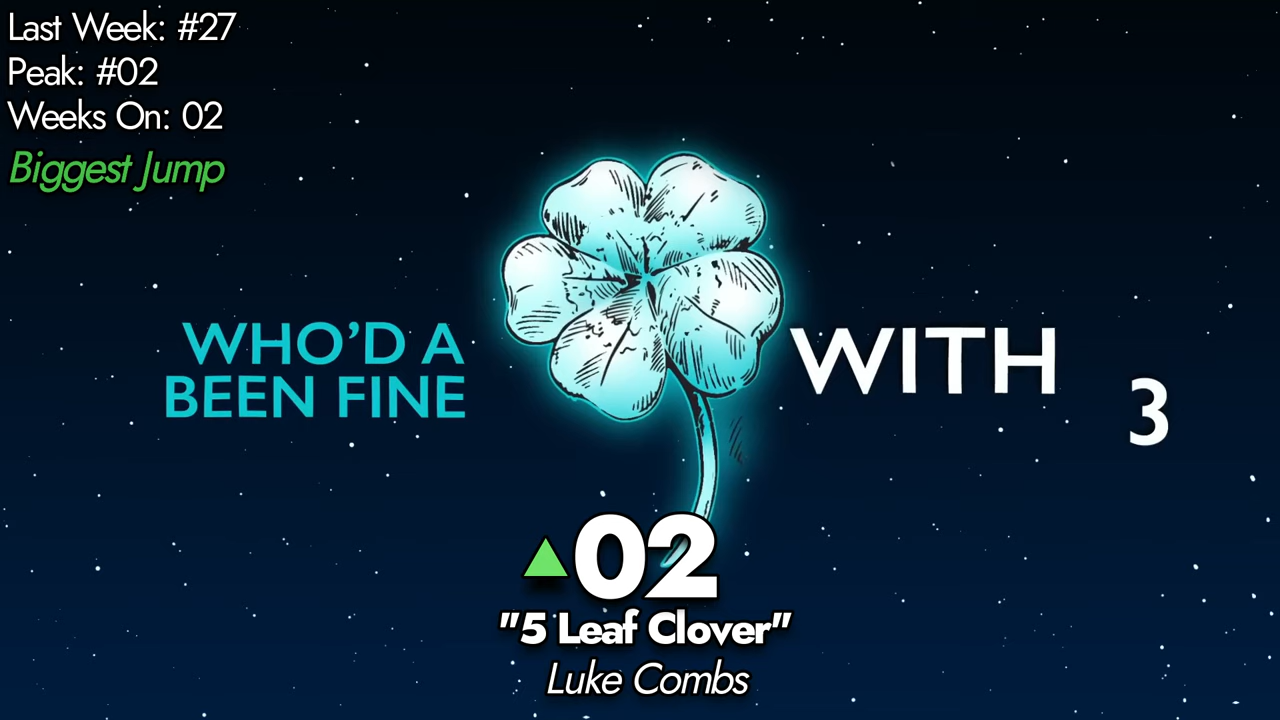 Last Week: #27
Peak: #02
Weeks On: 02
Biggest Jump
WHO'D A
BEEN FINE
WITH
3
02
"5 Leaf Clover"
Luke Combs